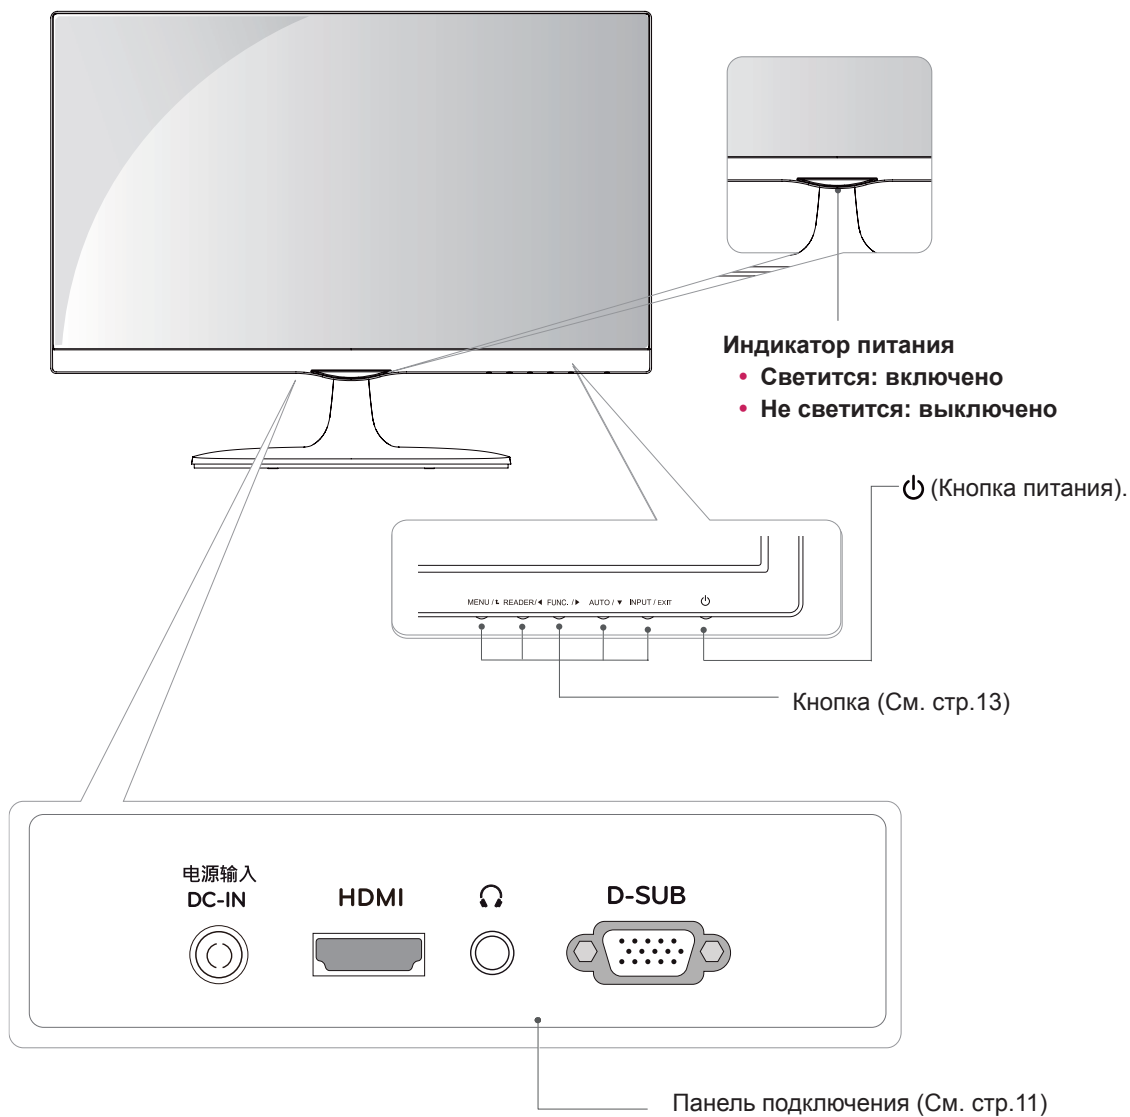 Индикатор питания
• Светится: включено
• Не светится: выключено
(Кнопка питания).
MENU / READER/◀ FUNC. /▶ AUTO / ▼ INPUT / EXIT
Кнопка (См. стр.13)
电源输入
DC-IN
HDMI
D-SUB
Панель подключения (См. стр.11)